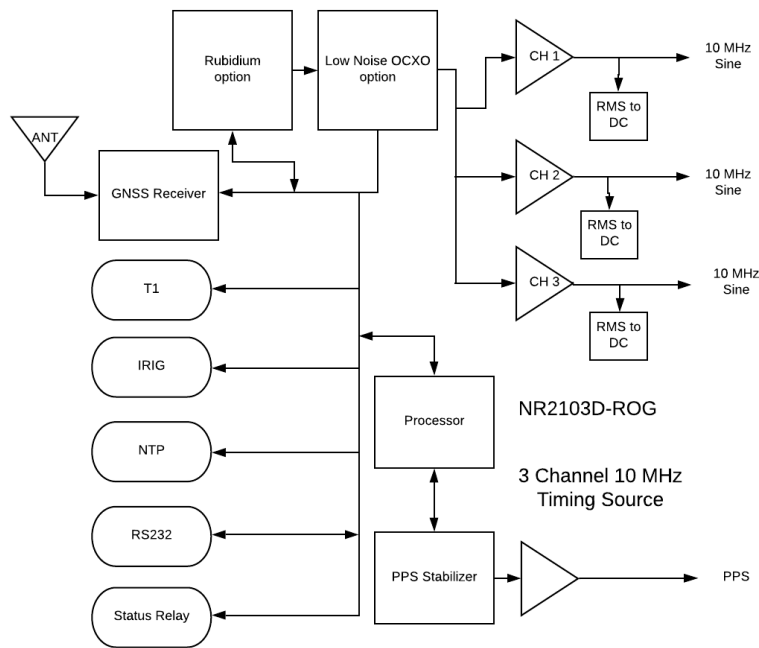 Rubidium
option
Low Noise OCXO
option
CH 1
10 MHz
Sine
RMS to
DC
ANT
GNSS Receiver
CH 2
10 MHz
Sine
RMS to
DC
T1
CH 3
10 MHz
Sine
RMS to
DC
IRIG
Processor
NR2103D-ROG
NTP
3 Channel 10 MHz
Timing Source
RS232
PPS Stabilizer
PPS
Status Relay